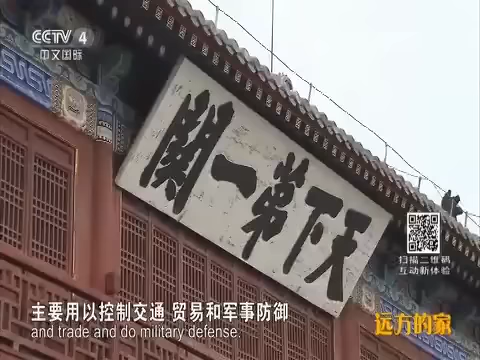 CCTV 4
中文国际
天下第一關
扫描二维码
互动新体验
主要用以控制交通 贸易和军事防御
and trade and do military defense.
远方的家